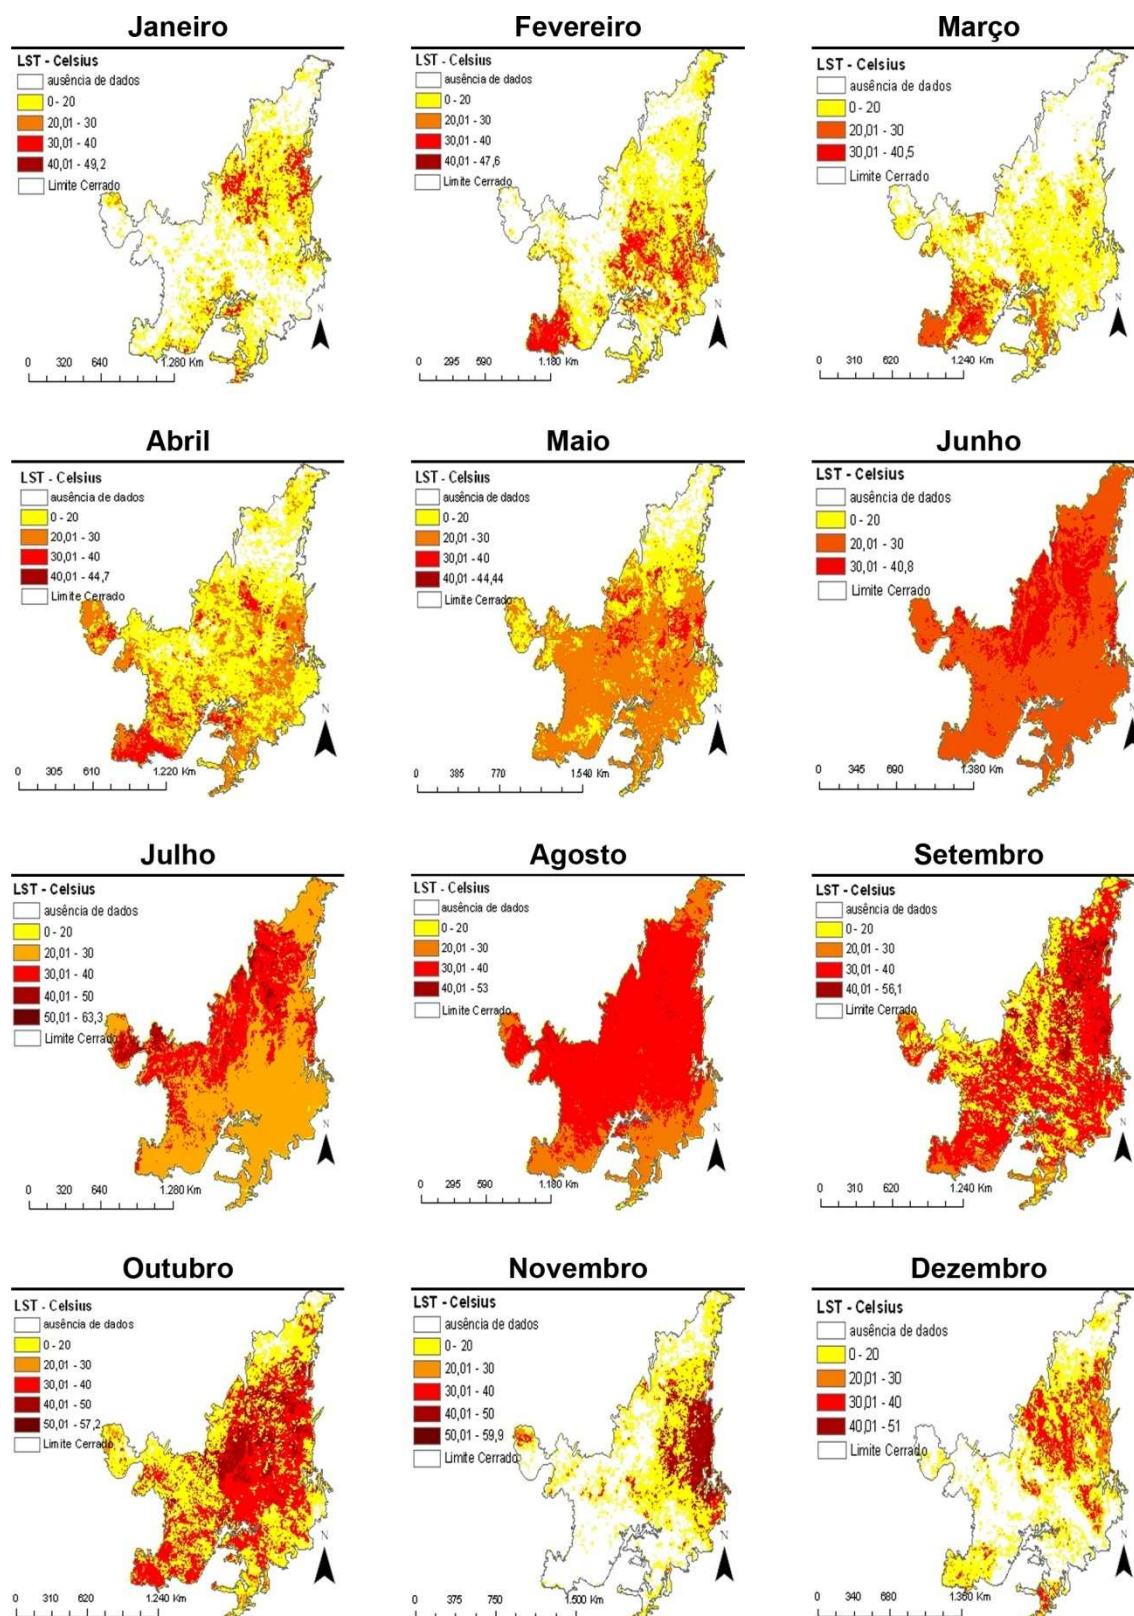 Janeiro
LST - Celsius
ausência de dados
0 - 20
20,01 - 30
30,01 - 40
40,01 - 49,2
Limite Cerrado
N
0 320 640 1.280 Km
Fevereiro
LST - Celsius
ausência de dados
0 - 20
20,01 - 30
30,01 - 40
40,01 - 47,6
Limite Cerrado
N
0 295 590 1.180 Km
Março
LST - Celsius
ausência de dados
0 - 20
20,01 - 30
30,01 - 40,5
Limite Cerrado
N
0 310 620 1.240 Km
Abril
LST - Celsius
ausência de dados
0 - 20
20,01 - 30
30,01 - 40
40,01 - 44,7
Limite Cerrado
N
0 305 610 1.220 Km
Maio
LST - Celsius
ausência de dados
0 - 20
20,01 - 30
30,01 - 40
40,01 - 44,44
Limite Cerrado
N
0 385 770 1.540 Km
Junho
LST - Celsius
ausência de dados
0 - 20
20,01 - 30
30,01 - 40,8
Limite Cerrado
N
0 345 690 1.380 Km
Julho
LST - Celsius
ausência de dados
0 - 20
20,01 - 30
30,01 - 40
40,01 - 50
50,01 - 63,3
Limite Cerrado
N
0 320 640 1.280 Km
Agosto
LST - Celsius
ausência de dados
0 - 20
20,01 - 30
30,01 - 40
40,01 - 53
Limite Cerrado
N
0 295 590 1.180 Km
Setembro
LST - Celsius
ausência de dados
0 - 20
20,01 - 30
30,01 - 40
40,01 - 56,1
Limite Cerrado
N
0 310 620 1.240 Km
Outubro
LST - Celsius
ausência de dados
0 - 20
20,01 - 30
30,01 - 40
40,01 - 50
50,01 - 57,2
Limite Cerrado
N
0 310 620 1.240 Km
Novembro
LST - Celsius
ausência de dados
0 - 20
20,01 - 30
30,01 - 40
40,01 - 50
50,01 - 59,9
Limite Cerrado
N
0 375 750 1.500 Km
Dezembro
LST - Celsius
ausência de dados
0 - 20
20,01 - 30
30,01 - 40
40,01 - 51
Limite Cerrado
N
0 340 680 1.360 Km